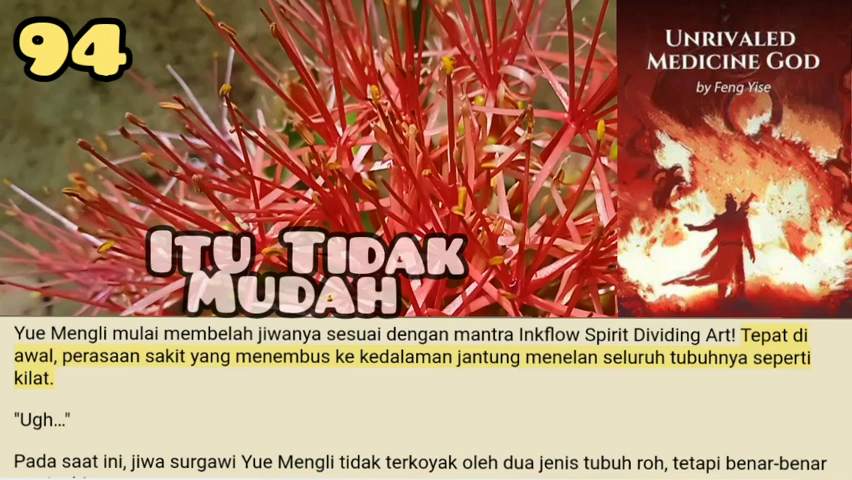 94
UNRIVALED
MEDICINE GOD
by Feng Yise
ITU TIDAK
MUDAH
Yue Mengli mulai membelah jiwanya sesuai dengan mantra Inkflow Spirit Dividing Art! Tepat di
awal, perasaan sakit yang menembus ke kedalaman jantung menelan seluruh tubuhnya seperti
kilat.
"Ugh…"
Pada saat ini, jiwa surgawi Yue Mengli tidak terkoyak oleh dua jenis tubuh roh, tetapi benar-benar